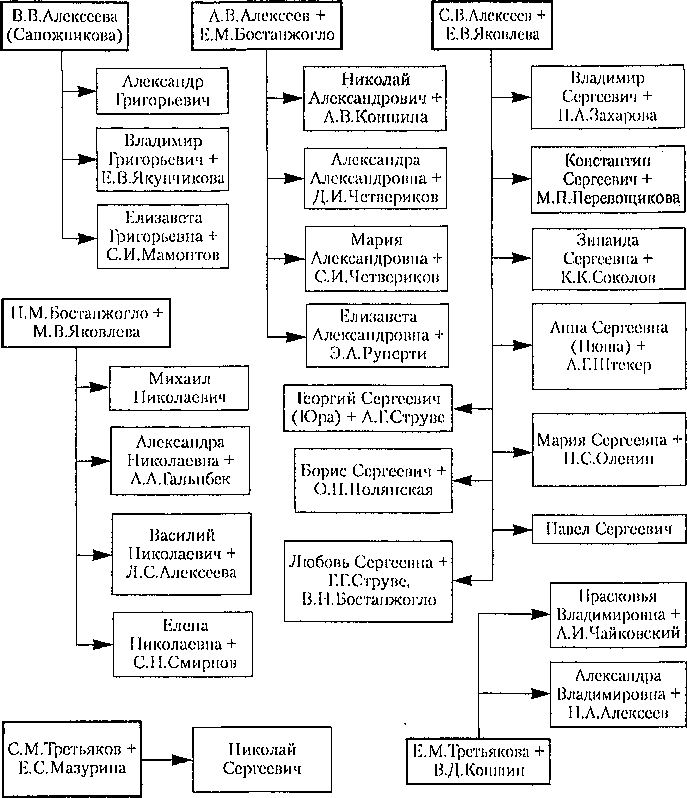 В.В.Алексеева
(Сапожникова)
Александр
Григорьевич
Владимир
Григорьевич +
Е.В.Якунчикова
Елизавета
Григорьевна +
С.И.Мамонтов
А.В.Алексеев +
Е.М.Бостанжогло
Николай
Александрович +
А.В.Коншина
Александра
Александровна +
Д.И.Четвериков
Мария
Александровна +
С.И.Четвериков
Елизавета
Александровна +
Э.А.Руперти
С.В.Алексеев +
Е.В.Яковлева
Владимир
Сергеевич +
П.А.Захарова
Константин
Сергеевич +
М.П.Перевощикова
Зинаида
Сергеевна +
К.К.Соколов
Анна Сергеевна
(Нюша) +
А.Г.Штекер
Георгий Сергеевич
(Юра) + А.Г.Струве
Мария Сергеевна +
П.С.Оленин
Борис Сергеевич +
О.П.Полянская
Павел Сергеевич
Любовь Сергеевна +
Г.Г.Струве,
В.Н.Бостанжогло
Н.М.Бостанжогло +
М.В.Яковлева
Михаил
Николаевич
Александра
Николаевна +
А.А.Гальнбек
Василий
Николаевич +
Л.С.Алексеева
Елена
Николаевна +
С.Н.Смирнов
Прасковья
Владимировна +
А.И.Чайковский
Александра
Владимировна +
Н.А.Алексеев
Е.М.Третьякова +
В.Д.Коншин
С.М.Третьяков +
Е.С.Мазурина
Николай
Сергеевич